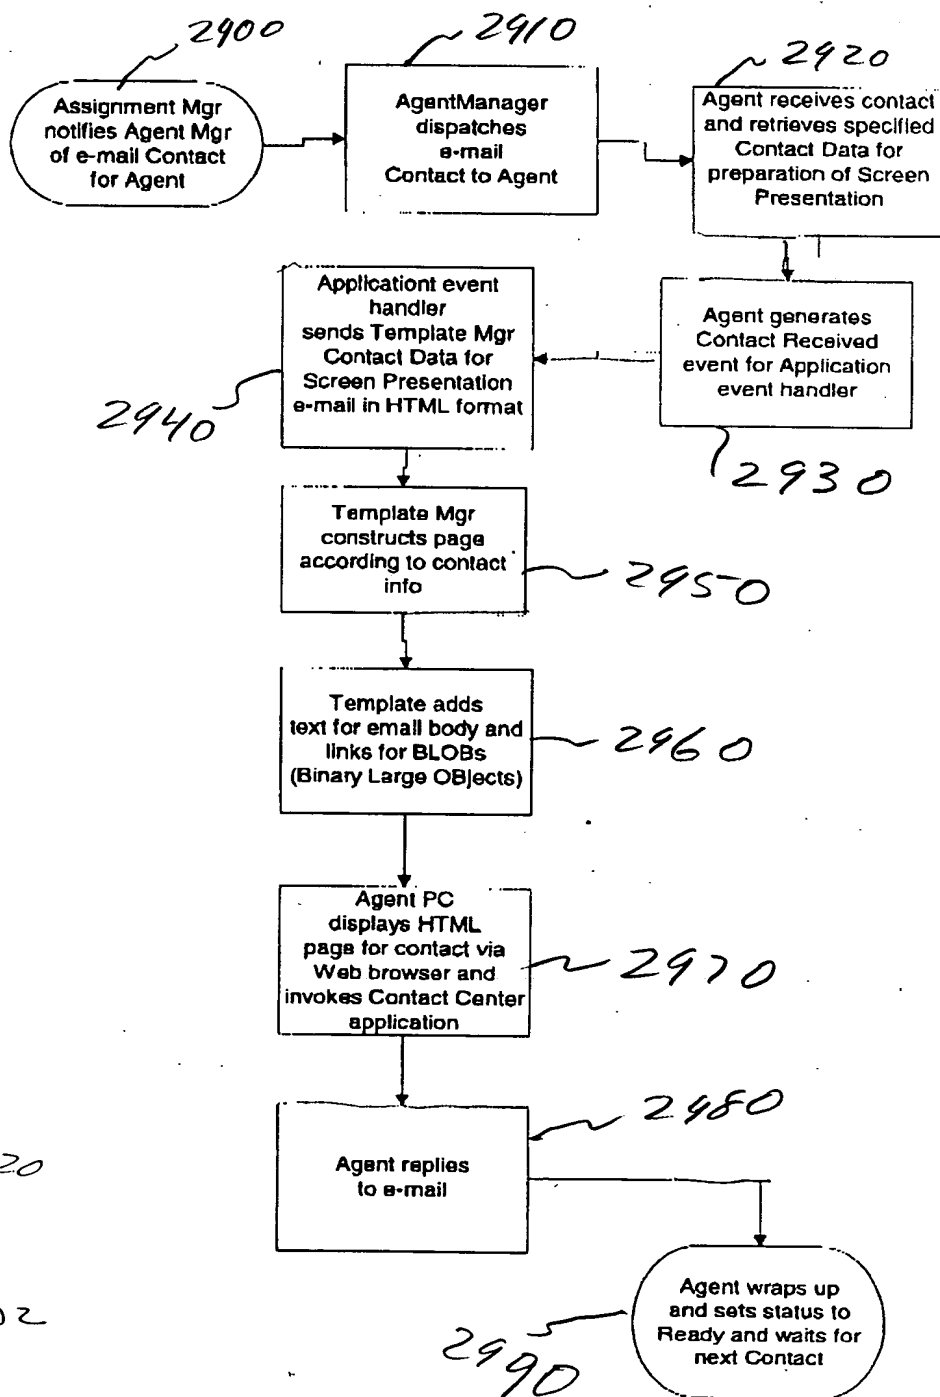 2900
Assignment Mgr
notifies Agent Mgr
of e-mail Contact
for Agent
2910
AgentManager
dispatches
e-mail
Contact to Agent
2920
Agent receives contact
and retrieves specified
Contact Data for
preparation of Screen
Presentation
Agent generates
Contact Received
event for Application
event handler
2930
Applicationt event
handler
sends Template Mgr
Contact Data for
Screen Presentation
e-mail in HTML format
2940
Template Mgr
constructs page
according to contact
info
2950
Template adds
text for email body and
links for BLOBs
(Binary Large OBjects)
2960
Agent PC
displays HTML
page for contact via
Web browser and
invokes Contact Center
application
2970
Agent replies
to e-mail
2980
20
Agent wraps up
and sets status to
Ready and waits for
next Contact
2990
02